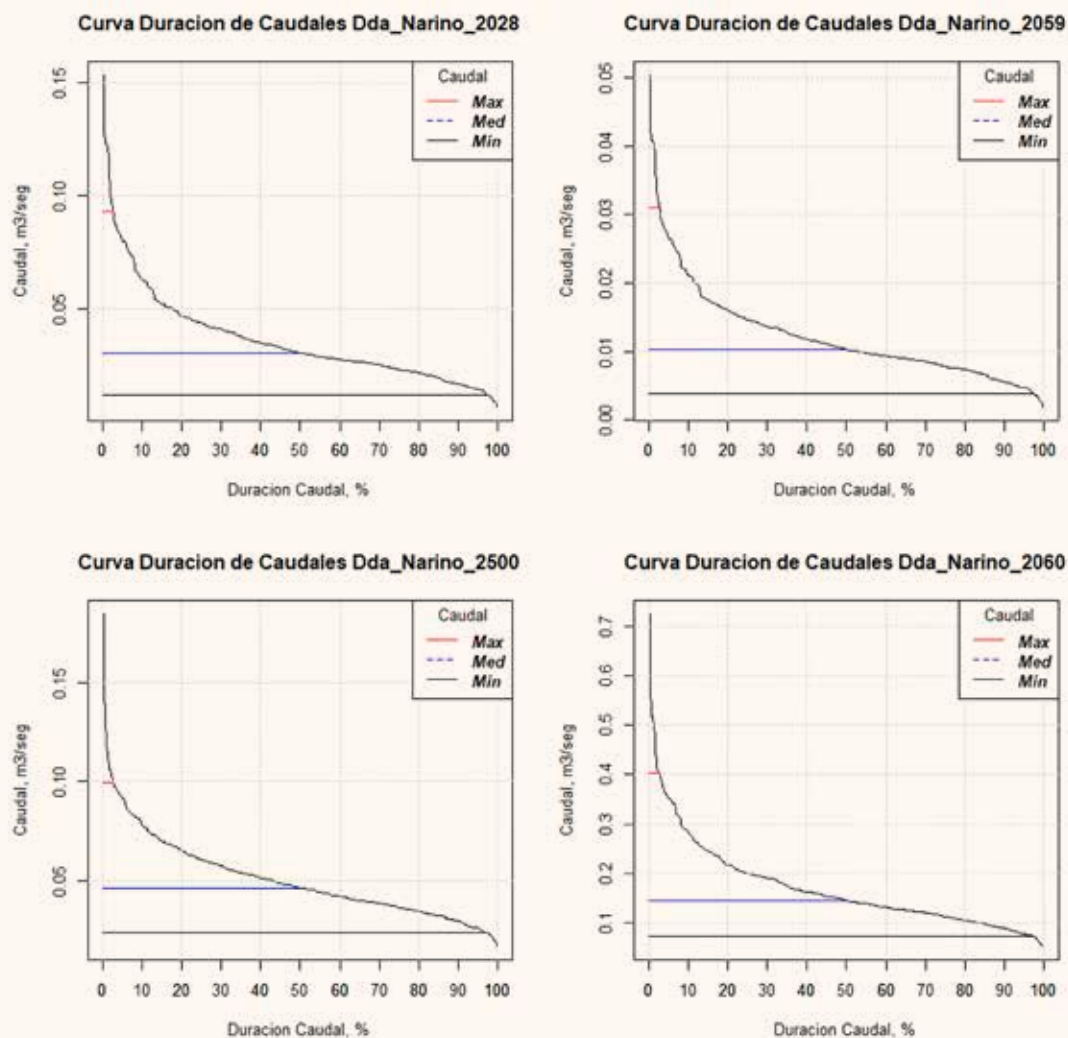 Curva Duracion de Caudales Dda_Narino_2028
Caudal, m3/seg
0.15
0.10
0.05
Caudal
Max
Med
Min
0 10 20 30 40 50 60 70 80 90 100
Duracion Caudal, %
Curva Duracion de Caudales Dda_Narino_2059
Caudal, m3/seg
0.05
0.04
0.03
0.02
0.01
0.00
Caudal
Max
Med
Min
0 10 20 30 40 50 60 70 80 90 100
Duracion Caudal, %
Curva Duracion de Caudales Dda_Narino_2500
Caudal, m3/seg
0.15
0.10
0.05
Caudal
Max
Med
Min
0 10 20 30 40 50 60 70 80 90 100
Duracion Caudal, %
Curva Duracion de Caudales Dda_Narino_2060
Caudal, m3/seg
0.7
0.6
0.5
0.4
0.3
0.2
0.1
Caudal
Max
Med
Min
0 10 20 30 40 50 60 70 80 90 100
Duracion Caudal, %